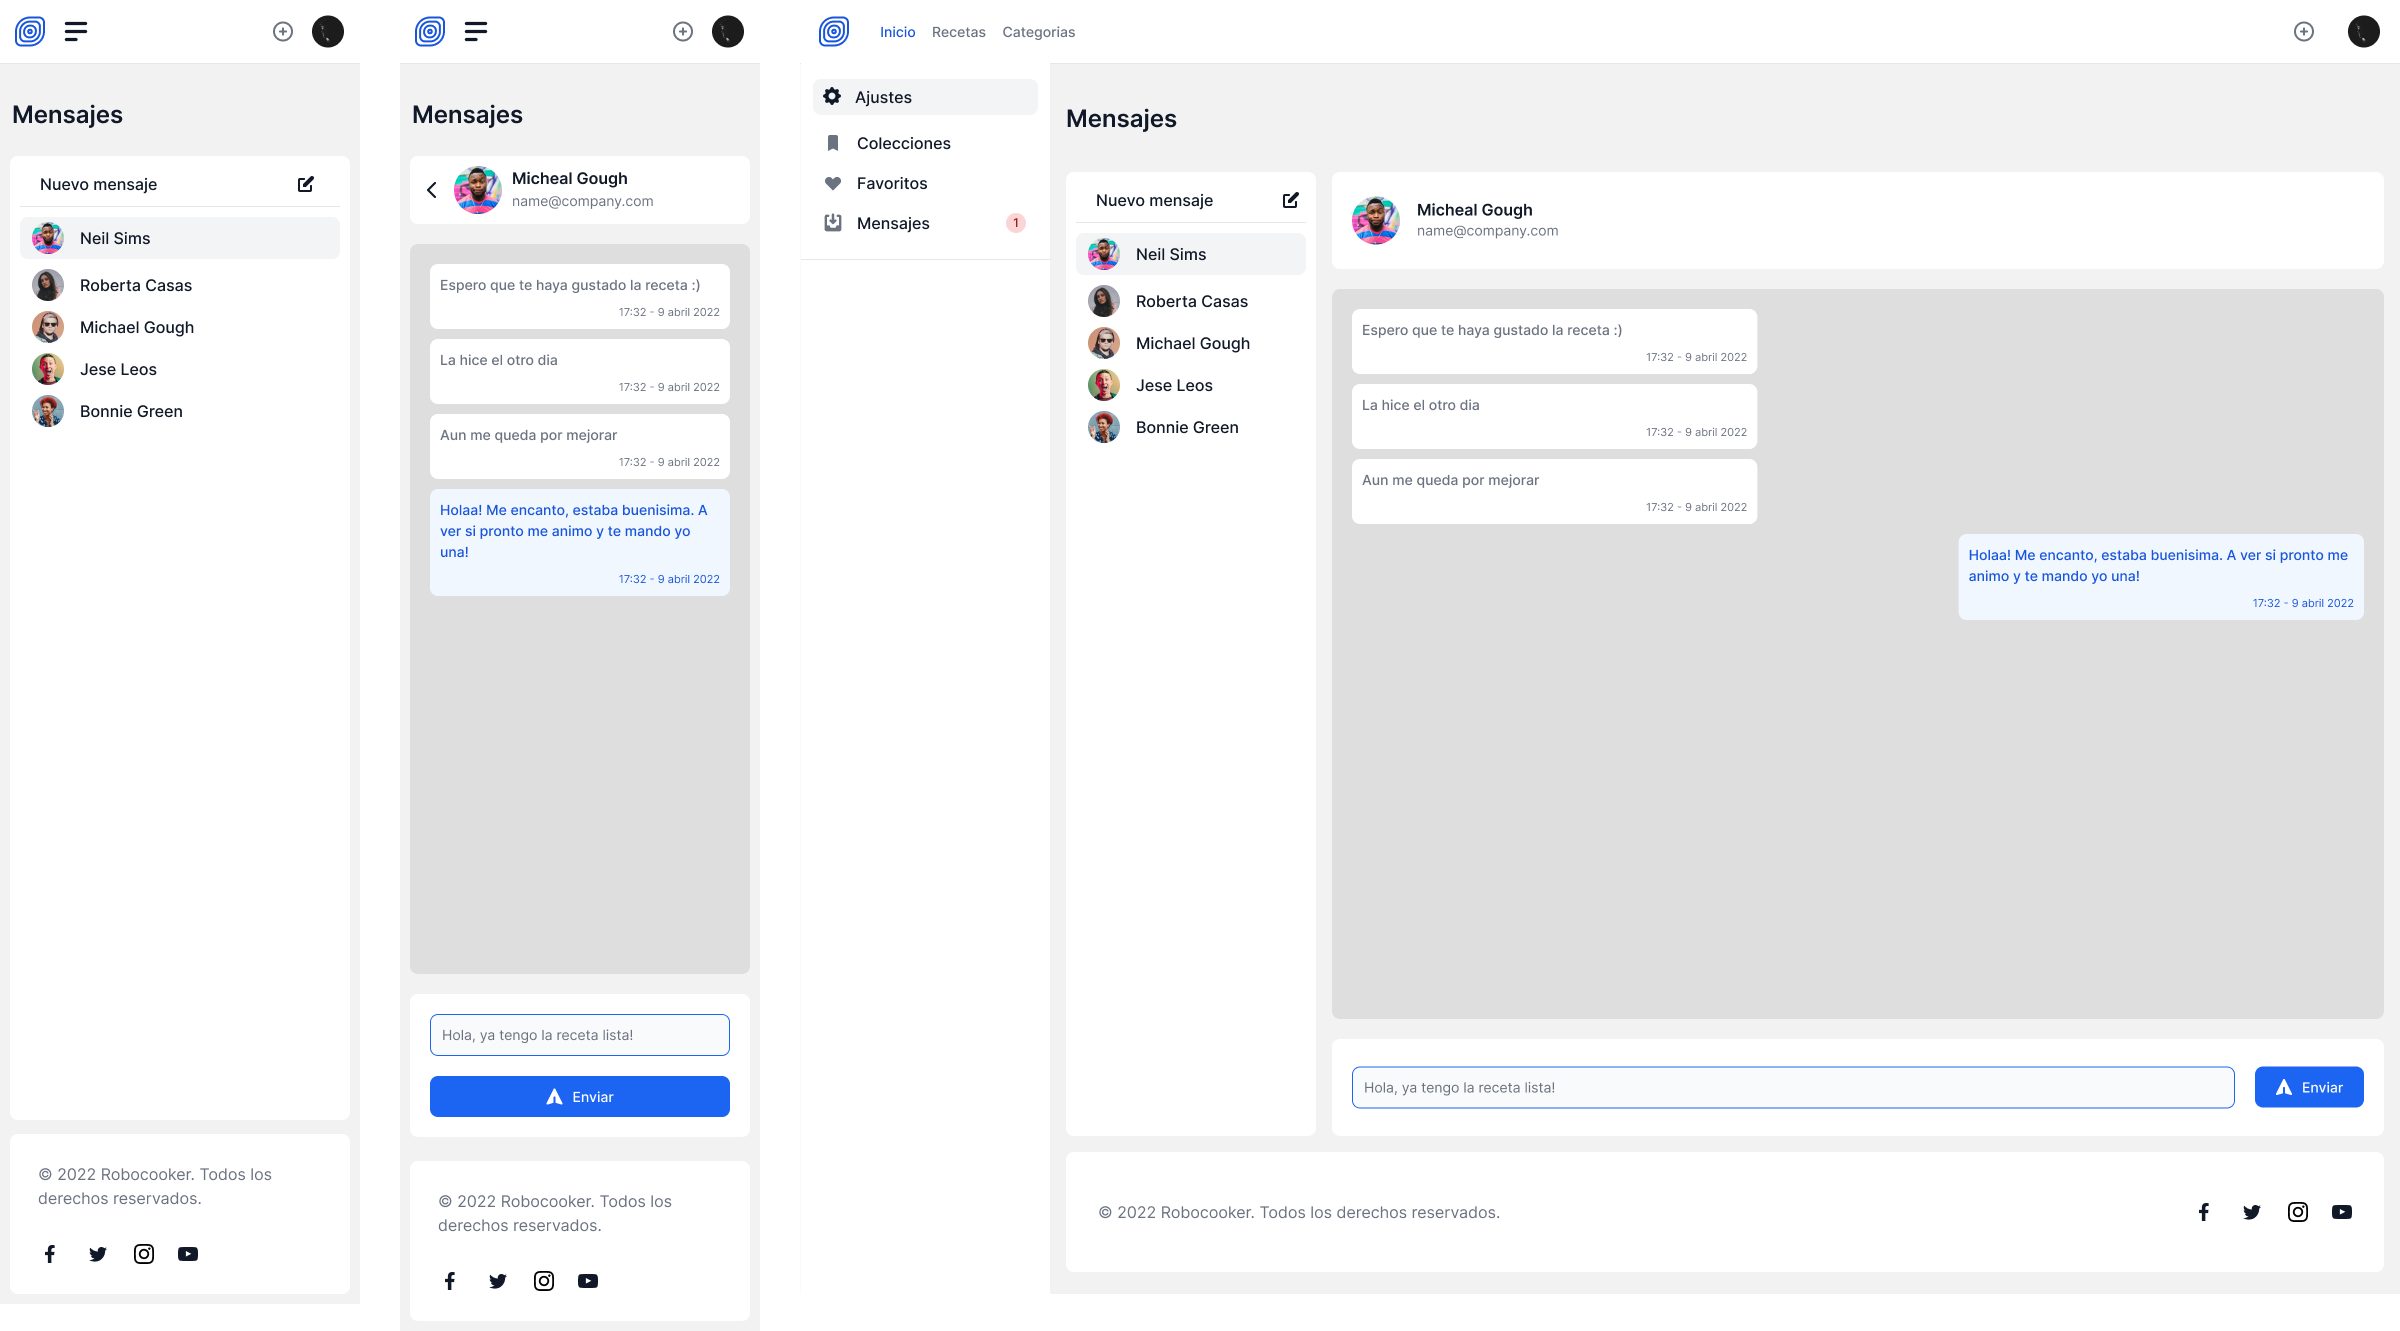 Mensajes
Nuevo mensaje
Neil Sims
Roberta Casas
Michael Gough
Jese Leos
Bonnie Green
© 2022 Robocooker. Todos los
derechos reservados.
Mensajes
Micheal Gough
name@company.com
Espero que te haya gustado la receta :)
17:32 - 9 abril 2022
La hice el otro dia
17:32 - 9 abril 2022
Aun me queda por mejorar
17:32 - 9 abril 2022
Holaa! Me encanto, estaba buenisima. A
ver si pronto me animo y te mando yo
una!
17:32 - 9 abril 2022
Hola, ya tengo la receta lista!
Enviar
© 2022 Robocooker. Todos los
derechos reservados.
Inicio Recetas Categorias
Ajustes
Colecciones
Favoritos
Mensajes 1
Mensajes
Nuevo mensaje
Neil Sims
Roberta Casas
Michael Gough
Jese Leos
Bonnie Green
Micheal Gough
name@company.com
Espero que te haya gustado la receta :)
17:32 - 9 abril 2022
La hice el otro dia
17:32 - 9 abril 2022
Aun me queda por mejorar
17:32 - 9 abril 2022
Holaa! Me encanto, estaba buenisima. A ver si pronto me
animo y te mando yo una!
17:32 - 9 abril 2022
Hola, ya tengo la receta lista!
Enviar
© 2022 Robocooker. Todos los derechos reservados.